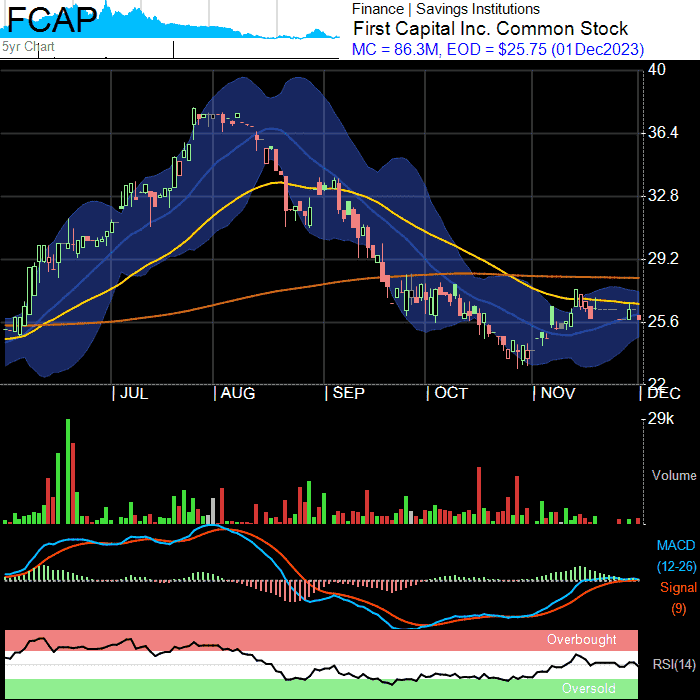 FCAP
5yr Chart
Finance | Savings Institutions
First Capital Inc. Common Stock
MC = 86.3M, EOD = $25.75 (01Dec2023)
40
36.4
32.8
29.2
25.6
22
| JUL | AUG | SEP | OCT | NOV | DEC
29k
Volume
MACD
(12-26)
Signal
(9)
Overbought
RSI(14)
Oversold